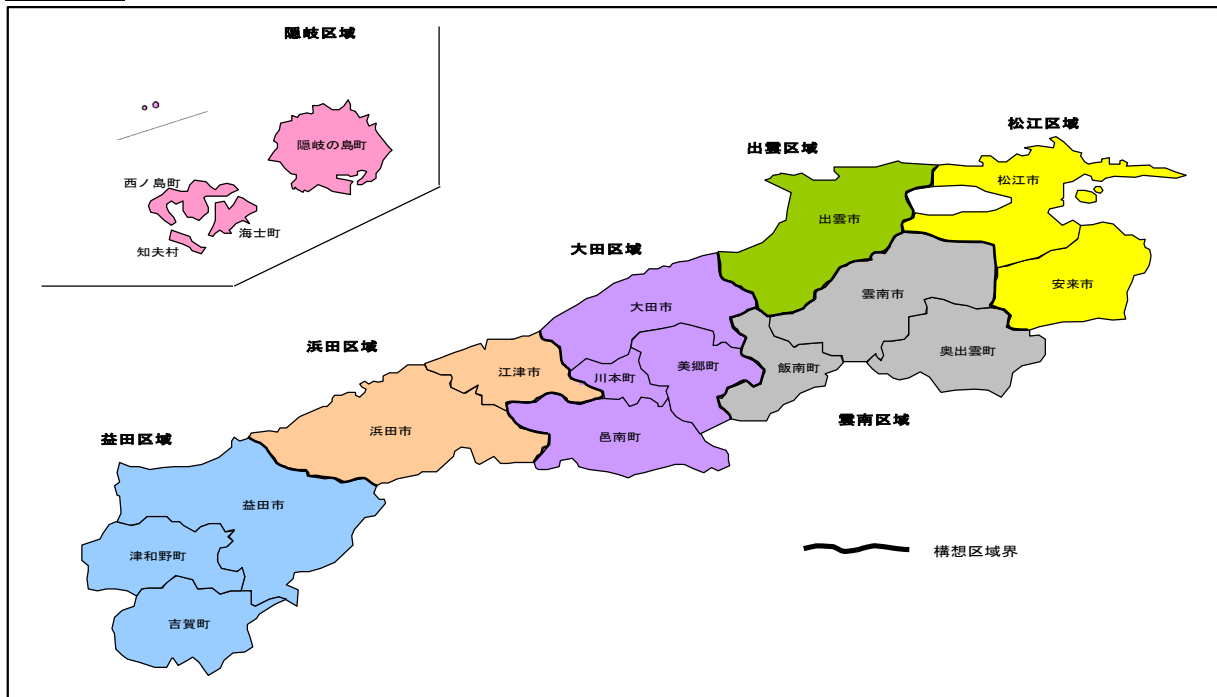 隠岐区域
隠岐の島町
西ノ島町
海士町
知夫村
松江区域
出雲区域
松江市
出雲市
大田区域
安来市
雲南市
大田市
奥出雲町
浜田区域
美郷町
飯南町
江津市
川本町
雲南区域
邑南町
浜田市
益田区域
益田市
構想区域界
津和野町
吉賀町